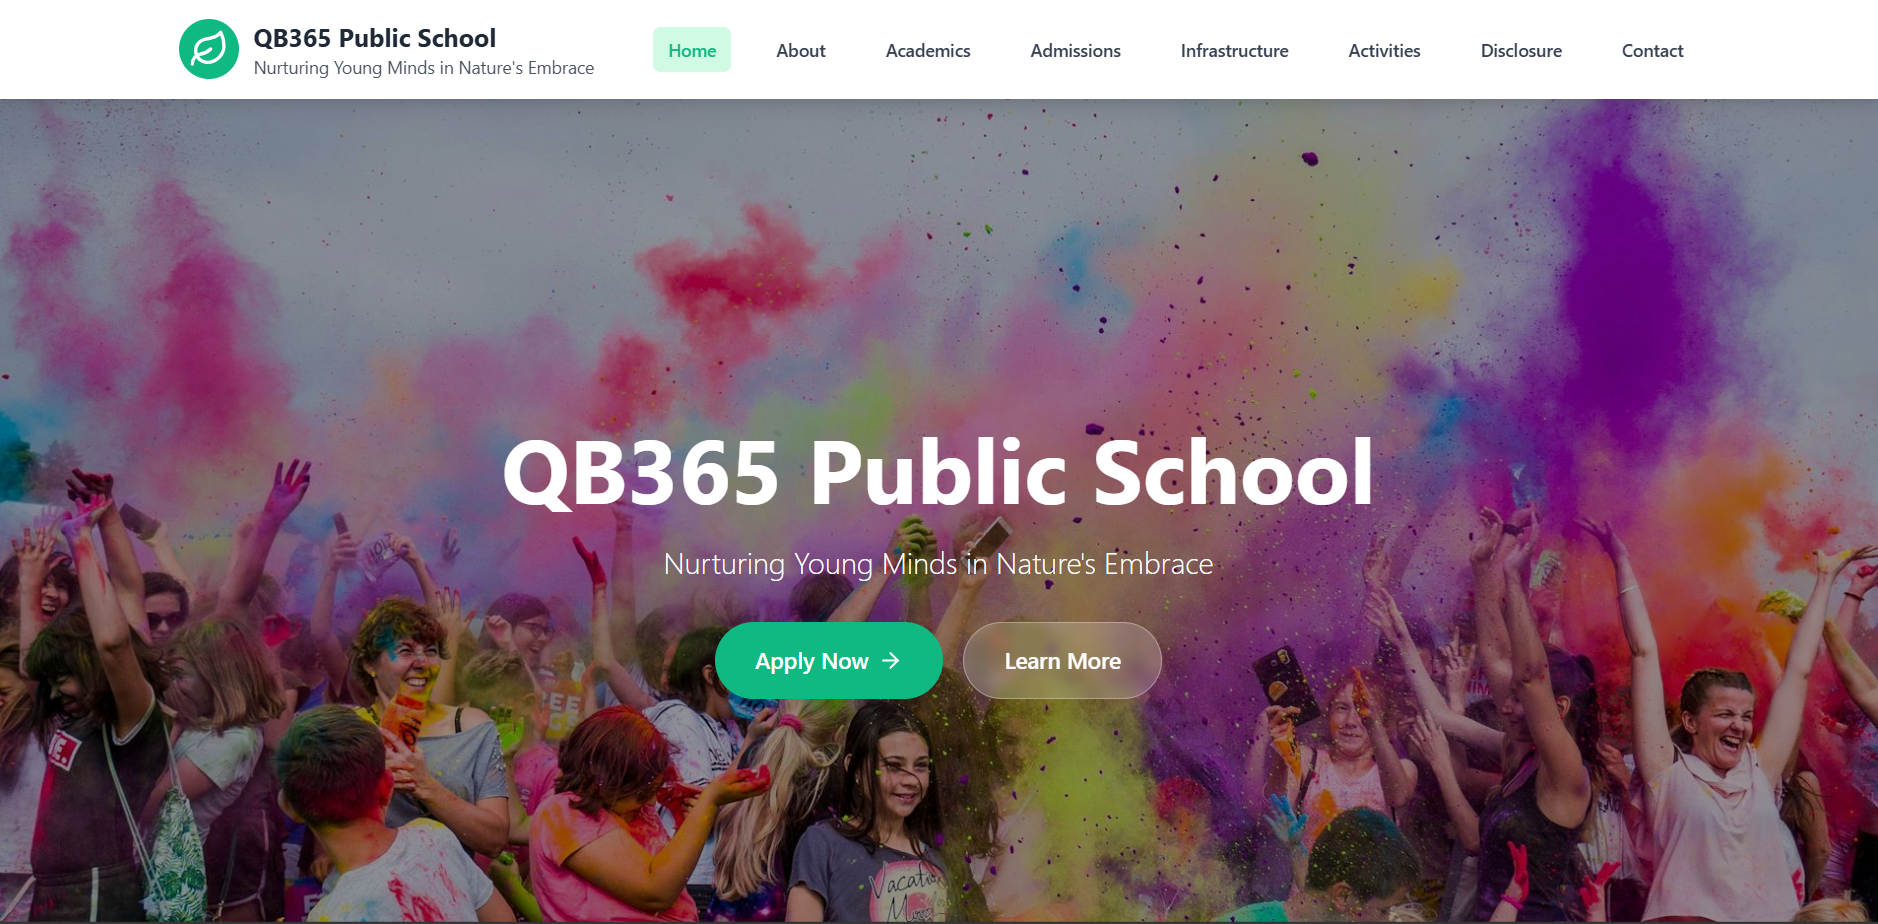 QB365 Public School
Nurturing Young Minds in Nature's Embrace
Home
About
Academics
Admissions
Infrastructure
Activities
Disclosure
Contact
QB365 Public School
Nurturing Young Minds in Nature's Embrace
Apply Now
Learn More
Vacation